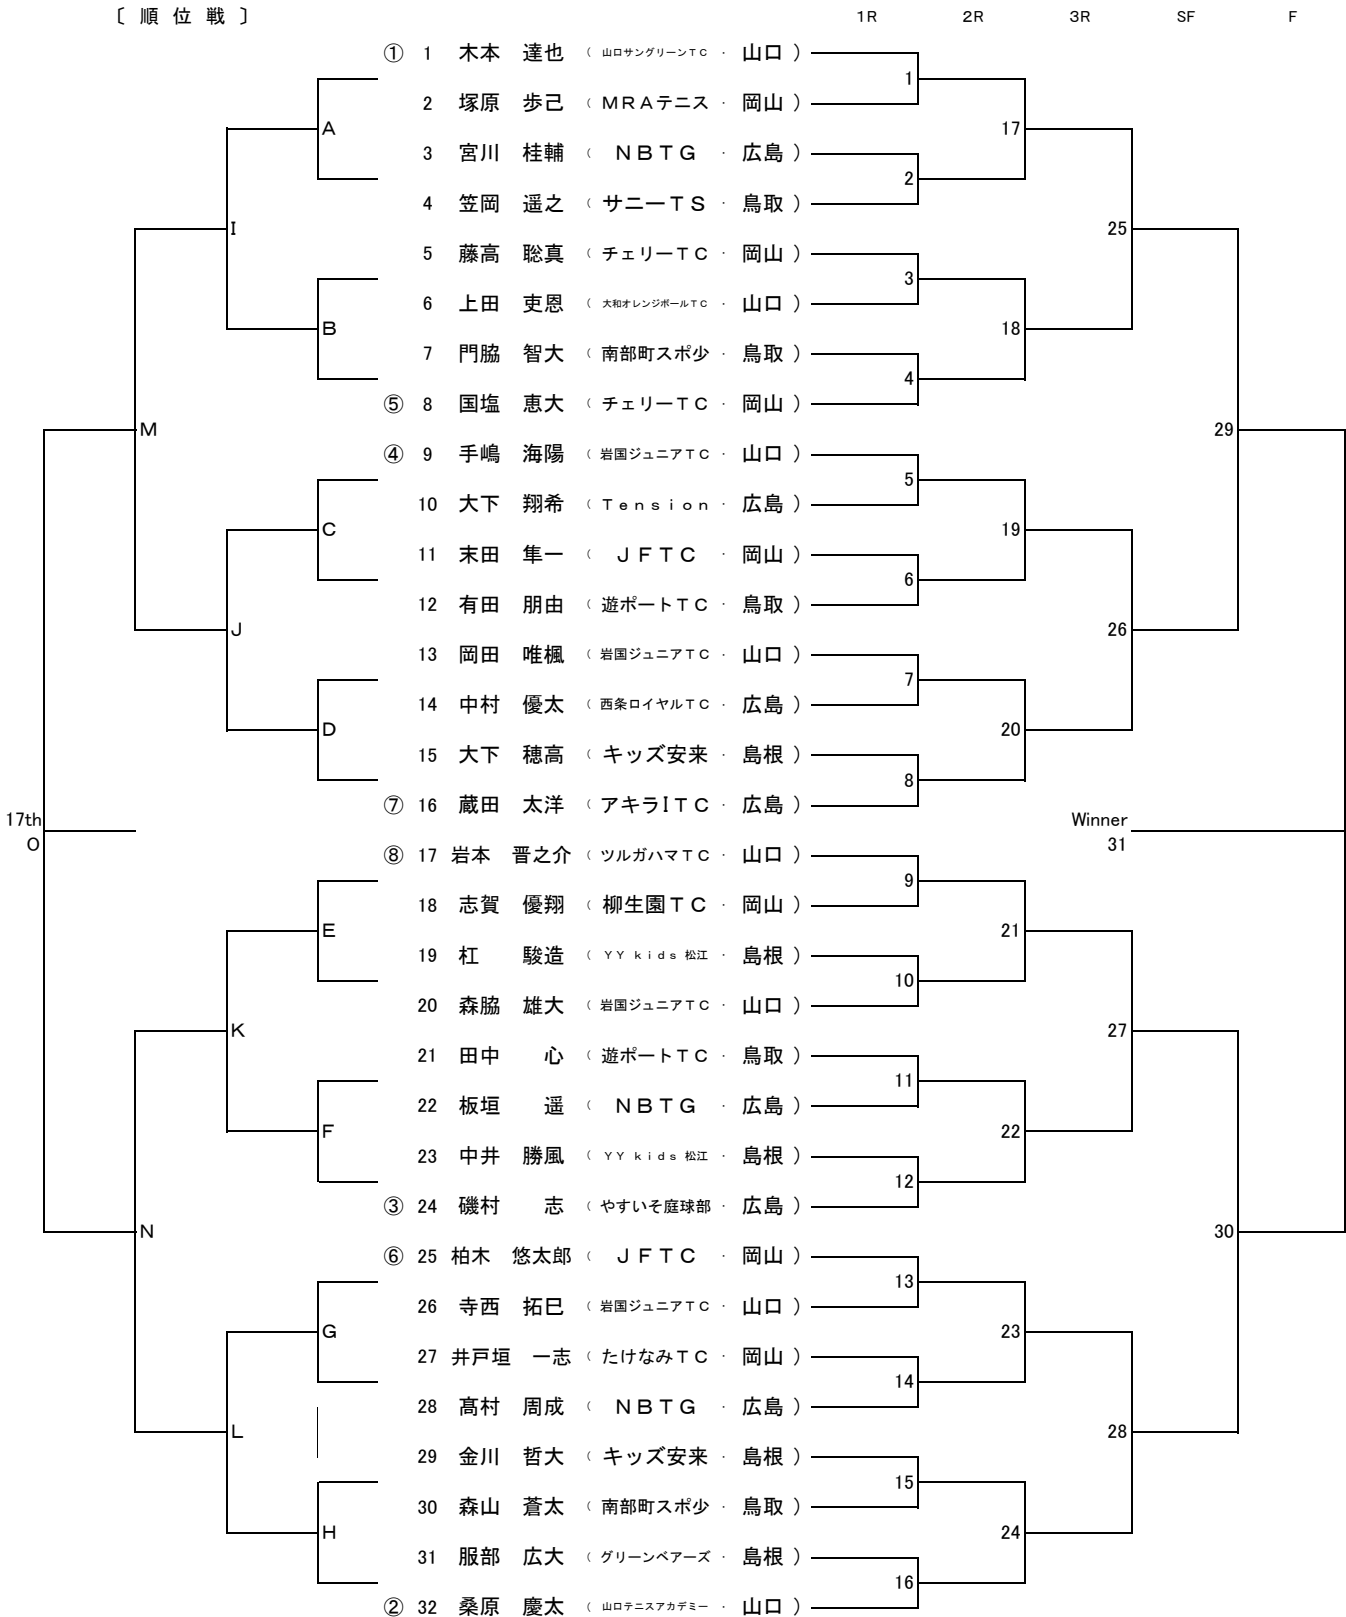 〔 順 位 戦 〕 1R 2R 3R SF F
① 1 木本 達也 （ 山口サングリーンＴＣ ・ 山口 ）
1
2 塚原 歩己 （ ＭＲＡテニス ・ 岡山 ）
A 17
3 宮川 桂輔 （ ＮＢＴＧ ・ 広島 ）
2
4 笠岡 遥之 （ サニーＴＳ ・ 鳥取 ）
I 25
5 藤高 聡真 （ チェリーＴＣ ・ 岡山 ）
3
6 上田 吏恩 （ 大和オレンジボールＴＣ ・ 山口 ）
B 18
7 門脇 智大 （ 南部町スポ少 ・ 鳥取 ）
4
⑤ 8 国塩 恵大 （ チェリーＴＣ ・ 岡山 ）
M 29
④ 9 手嶋 海陽 （ 岩国ジュニアＴＣ ・ 山口 ）
5
10 大下 翔希 （ Ｔｅｎｓｉｏｎ ・ 広島 ）
C 19
11 末田 隼一 （ ＪＦＴＣ ・ 岡山 ）
6
12 有田 朋由 （ 遊ポートＴＣ ・ 鳥取 ）
J 26
13 岡田 唯楓 （ 岩国ジュニアＴＣ ・ 山口 ）
7
14 中村 優太 （ 西条ロイヤルＴＣ ・ 広島 ）
D 20
15 大下 穂高 （ キッズ安来 ・ 島根 ）
8
⑦ 16 蔵田 太洋 （ アキラＩＴＣ ・ 広島 ）
17th Winner
O 31
⑧ 17 岩本 晋之介 （ ツルガハマＴＣ ・ 山口 ）
9
18 志賀 優翔 （ 柳生園ＴＣ ・ 岡山 ）
E 21
19 杠 駿造 （ ＹＹ ｋｉｄｓ 松江 ・ 島根 ）
10
20 森脇 雄大 （ 岩国ジュニアＴＣ ・ 山口 ）
K 27
21 田中 心 （ 遊ポートＴＣ ・ 鳥取 ）
11
22 板垣 遥 （ ＮＢＴＧ ・ 広島 ）
F 22
23 中井 勝風 （ ＹＹ ｋｉｄｓ 松江 ・ 島根 ）
12
③ 24 磯村 志 （ やすいそ庭球部 ・ 広島 ）
N 30
⑥ 25 柏木 悠太郎 （ ＪＦＴＣ ・ 岡山 ）
13
26 寺西 拓巳 （ 岩国ジュニアＴＣ ・ 山口 ）
G 23
27 井戸垣 一志 （ たけなみＴＣ ・ 岡山 ）
14
28 髙村 周成 （ ＮＢＴＧ ・ 広島 ）
L 28
29 金川 哲大 （ キッズ安来 ・ 島根 ）
15
30 森山 蒼太 （ 南部町スポ少 ・ 鳥取 ）
H 24
31 服部 広大 （ グリーンベアーズ ・ 島根 ）
16
② 32 桑原 慶太 （ 山口テニスアカデミー ・ 山口 ）